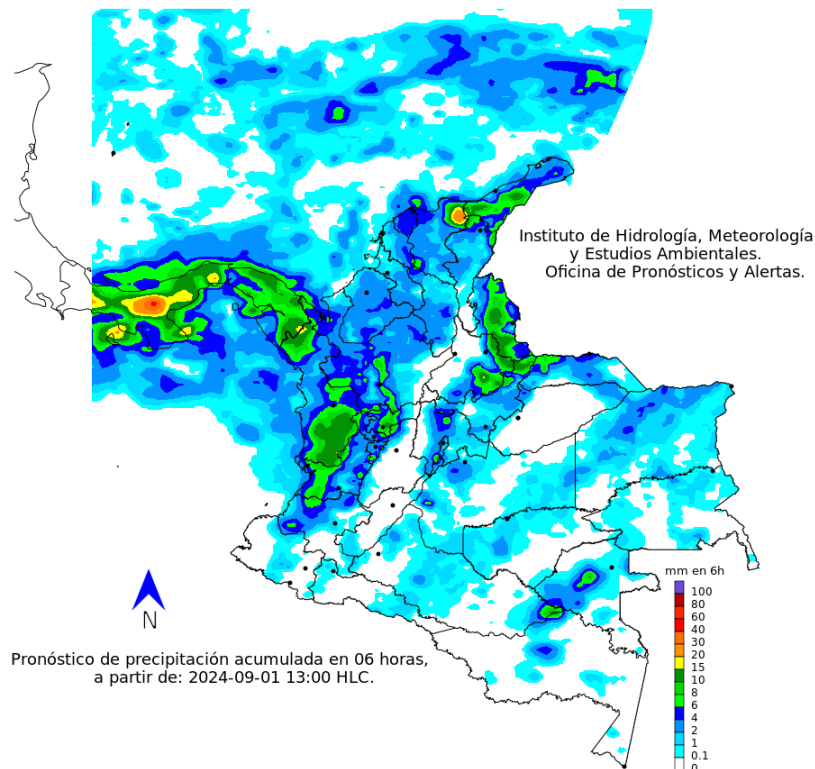 Instituto de Hidrología, Meteorología
y Estudios Ambientales.
Oficina de Pronósticos y Alertas.
mm en 6h
100
80
60
40
30
20
15
10
8
6
4
2
1
0.1
0
N
Pronóstico de precipitación acumulada en 06 horas,
a partir de: 2024-09-01 13:00 HLC.